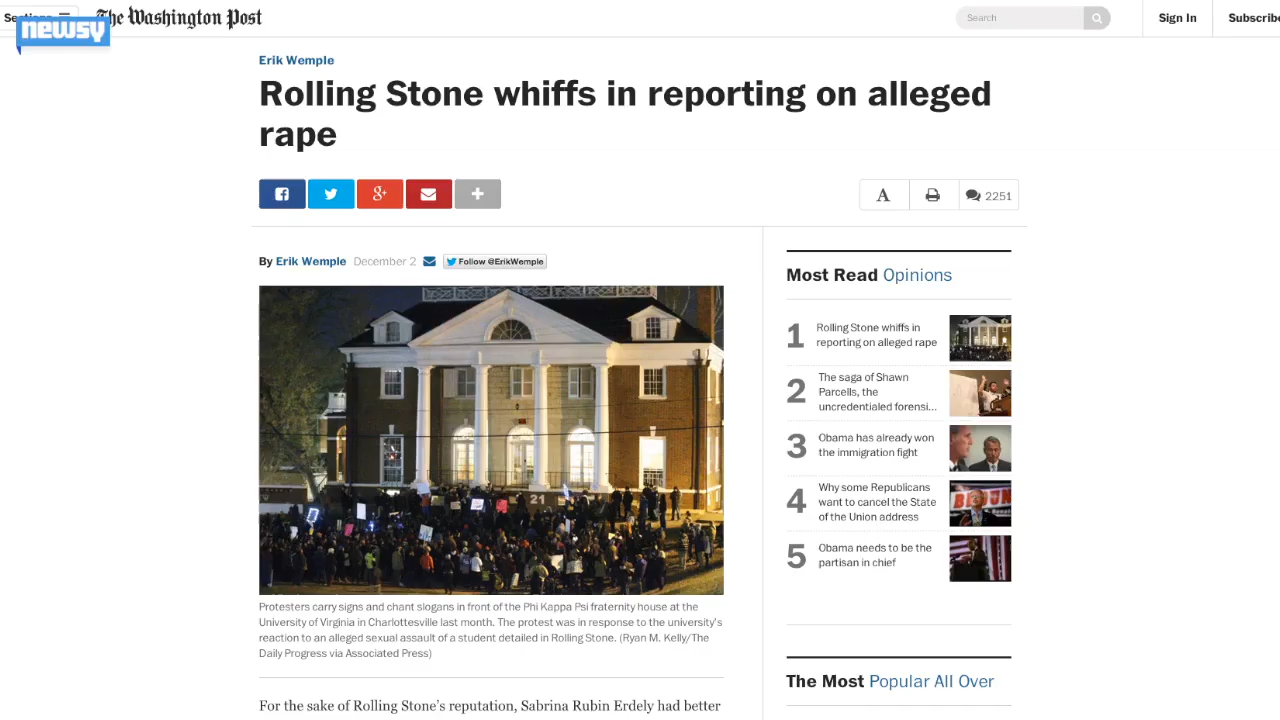 Sections
The Washington Post
newsy
Search
Sign In
Subscribe
Erik Wemple
Rolling Stone whiffs in reporting on alleged
rape
g+
A
2251
By Erik Wemple December 2
Follow @ErikWemple
21
Protesters carry signs and chant slogans in front of the Phi Kappa Psi fraternity house at the
University of Virginia in Charlottesville last month. The protest was in response to the university's
reaction to an alleged sexual assault of a student detailed in Rolling Stone. (Ryan M. Kelly/The
Daily Progress via Associated Press)
For the sake of Rolling Stone's reputation, Sabrina Rubin Erdely had better
Most Read Opinions
1 Rolling Stone whiffs in
reporting on alleged rape
2 The saga of Shawn
Parcells, the
uncredentialed forensi...
3 Obama has already won
the immigration fight
4 Why some Republicans
want to cancel the State
of the Union address
5 Obama needs to be the
partisan in chief
The Most Popular All Over